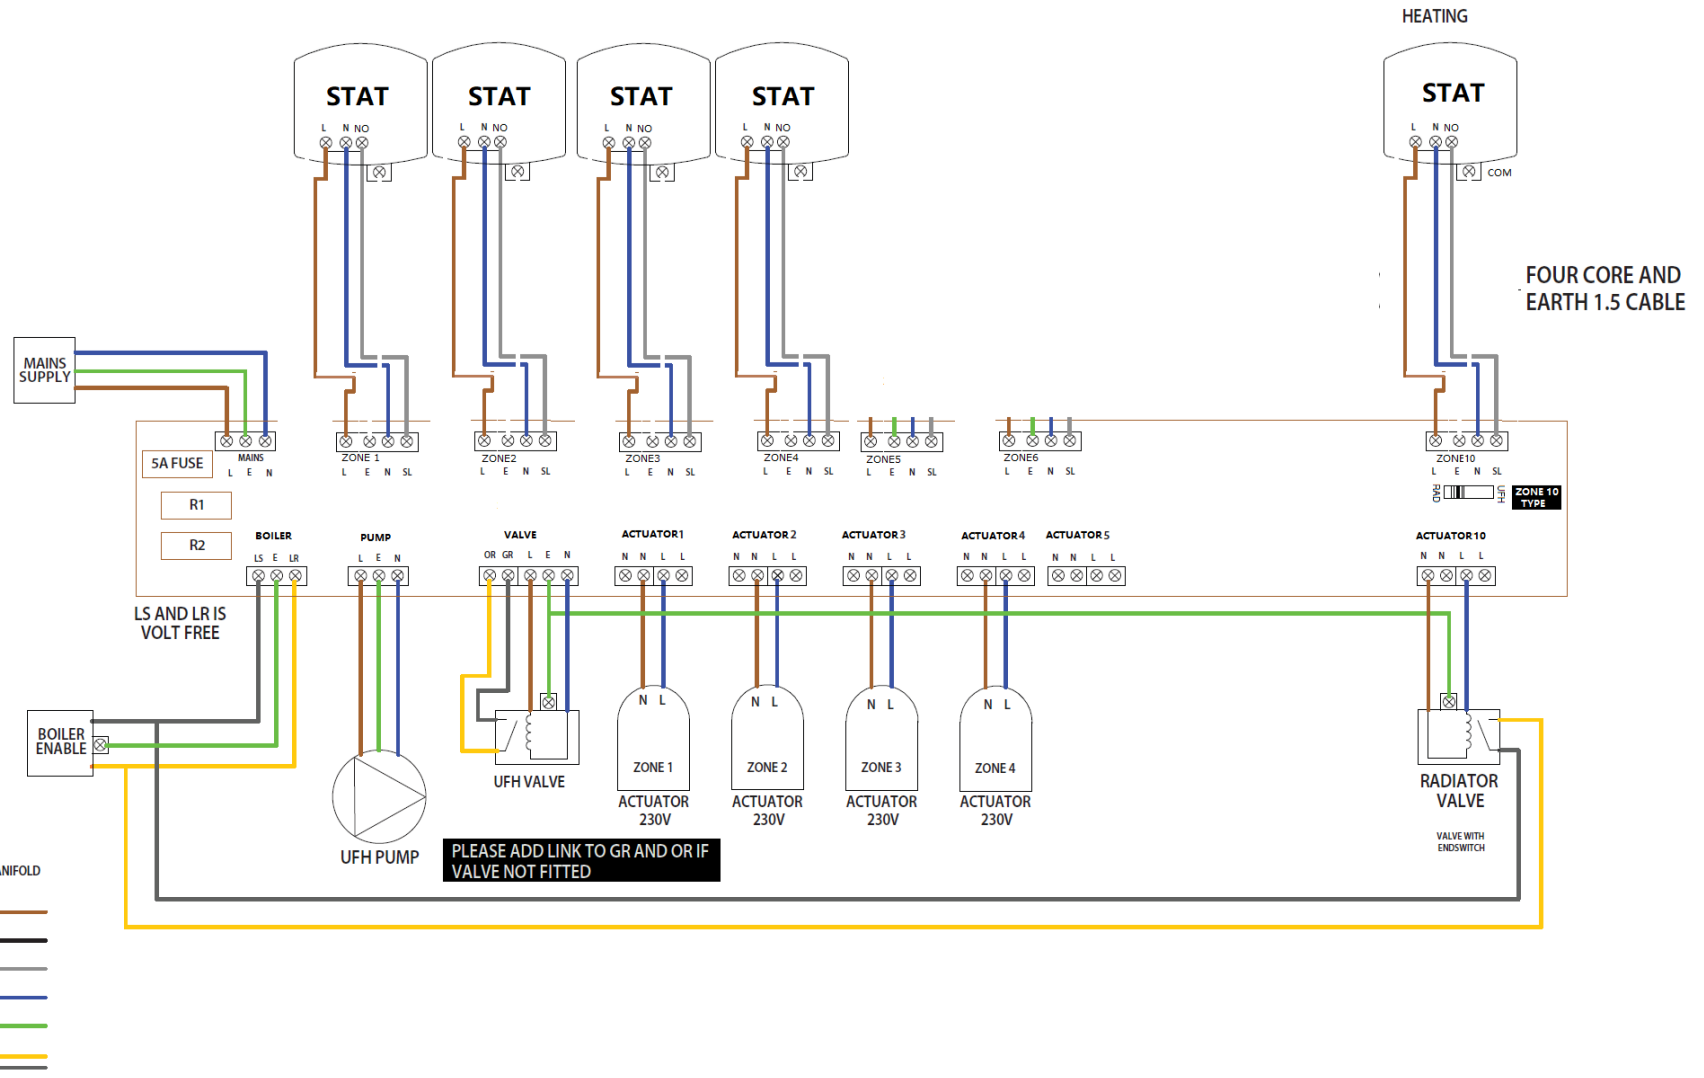 HEATING
STAT STAT STAT STAT STAT
L N NO L N NO L N NO L N NO L N NO
COM
FOUR CORE AND
EARTH 1.5 CABLE
MAINS
SUPPLY
5A FUSE
MAINS
L E N
ZONE 1
L E N SL
ZONE2
L E N SL
ZONE3
L E N SL
ZONE4
L E N SL
ZONE5
L E N SL
ZONE6
L E N SL
ZONE10
L E N SL
RAD
UFH
ZONE 10
TYPE
R1
R2
BOILER
LS E LR
PUMP
L E N
VALVE
OR GR L E N
ACTUATOR1
N N L L
ACTUATOR 2
N N L L
ACTUATOR 3
N N L L
ACTUATOR 4
N N L L
ACTUATOR 5
N N L L
ACTUATOR 10
N N L L
LS AND LR IS
VOLT FREE
BOILER
ENABLE
UFH PUMP
UFH VALVE
N L
ZONE 1
ACTUATOR
230V
N L
ZONE 2
ACTUATOR
230V
N L
ZONE 3
ACTUATOR
230V
N L
ZONE 4
ACTUATOR
230V
RADIATOR
VALVE
VALVE WITH
ENDSWITCH
PLEASE ADD LINK TO GR AND OR IF
VALVE NOT FITTED
ANIFOLD